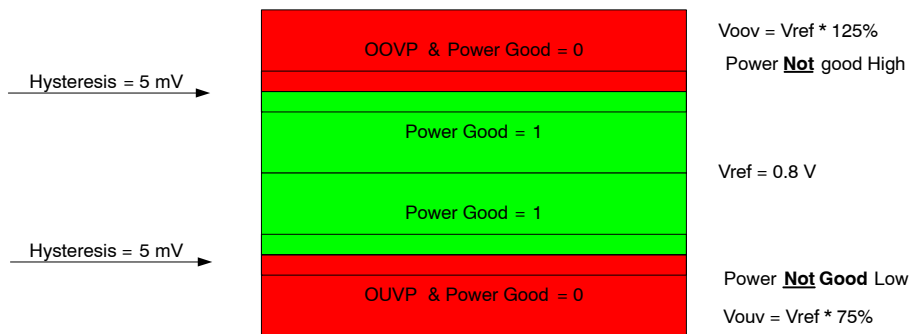 Voov = Vref * 125%
OOVP & Power Good = 0
Power Not good High
Hysteresis = 5 mV
Power Good = 1
Vref = 0.8 V
Power Good = 1
Hysteresis = 5 mV
Power Not Good Low
OUVP & Power Good = 0
Vouv = Vref * 75%